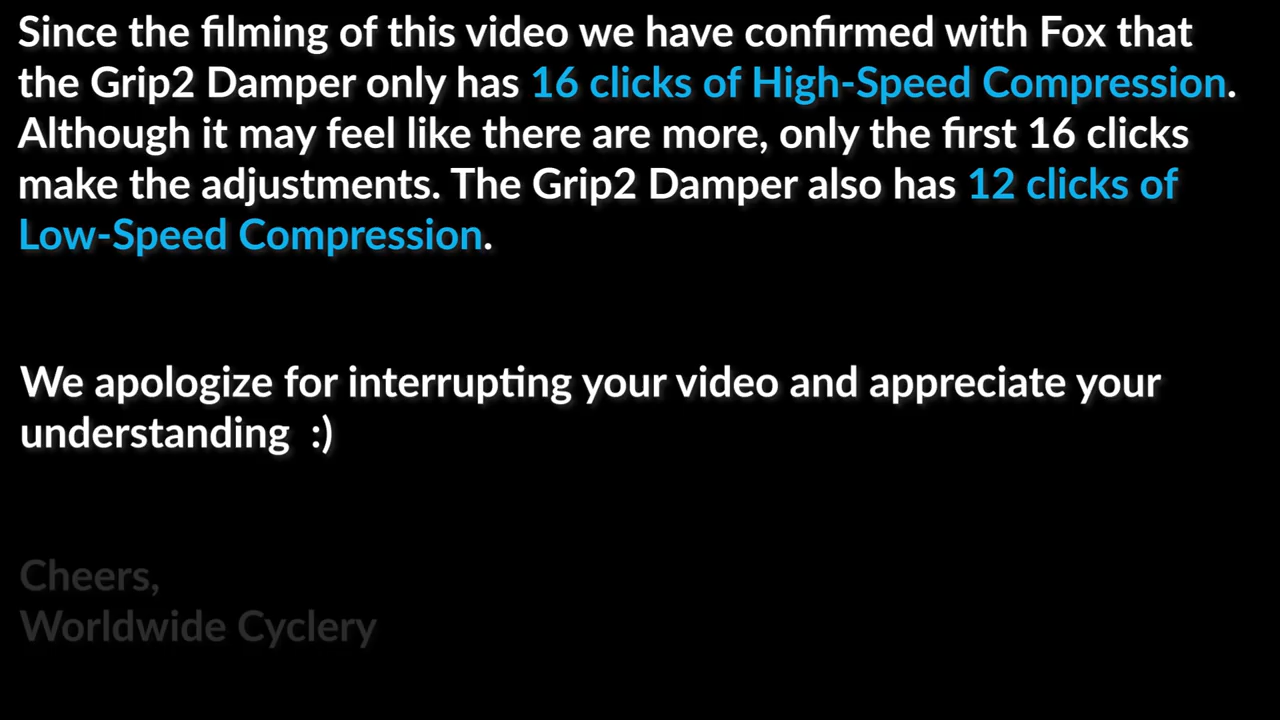 Since the filming of this video we have confirmed with Fox that
the Grip2 Damper only has 16 clicks of High-Speed Compression.
Although it may feel like there are more, only the first 16 clicks
make the adjustments. The Grip2 Damper also has 12 clicks of
Low-Speed Compression.
We apologize for interrupting your video and appreciate your
understanding :)
Cheers,
Worldwide Cyclery